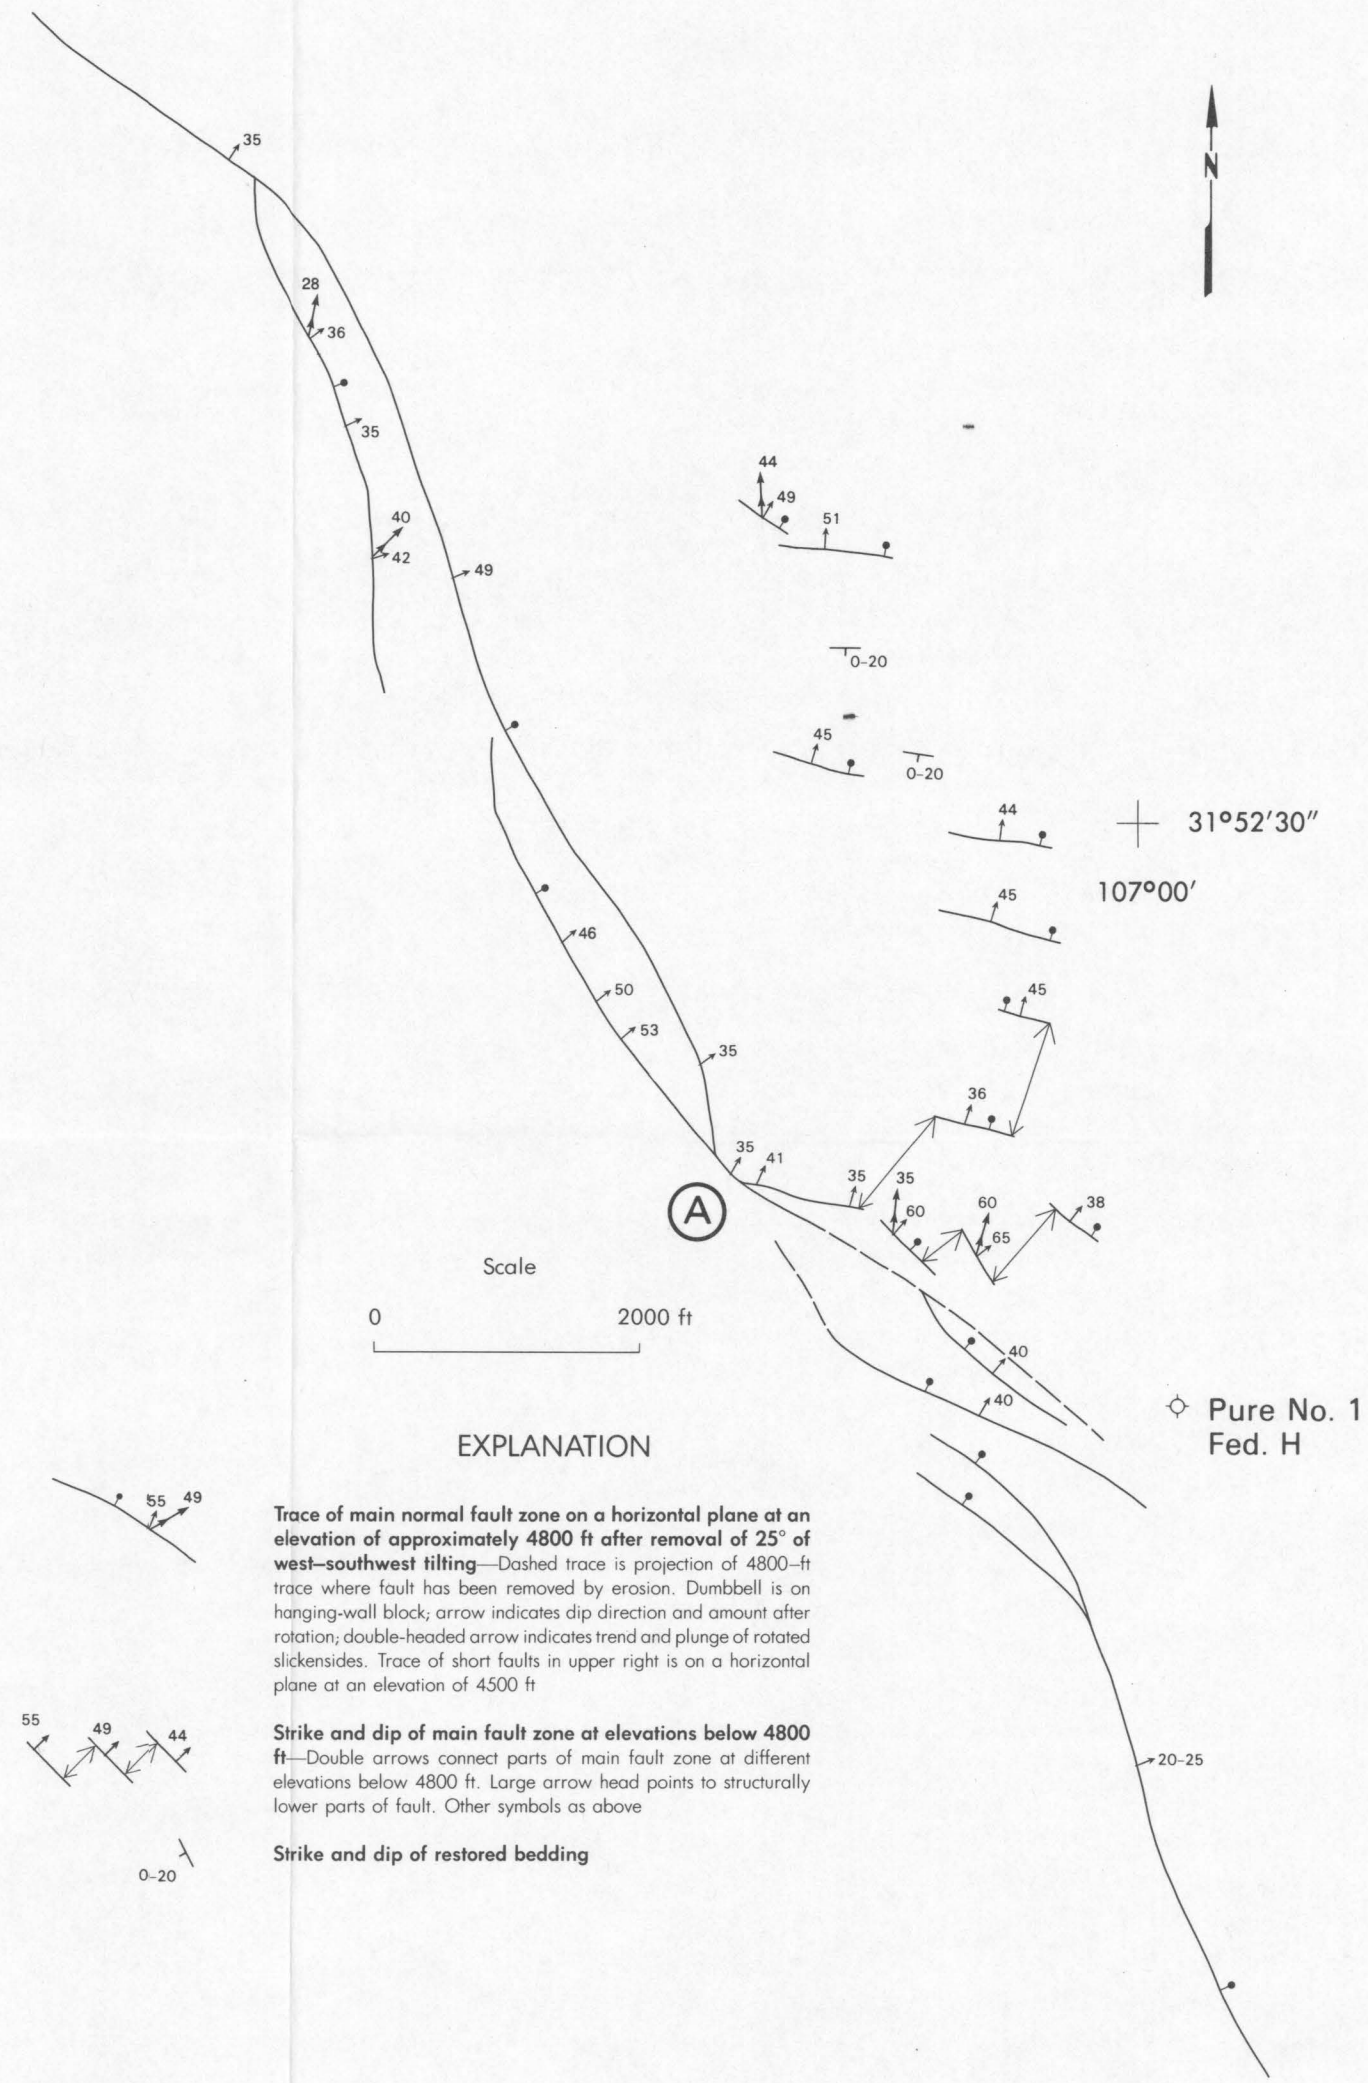 35
N
28
36
35
44
49
51
40
42
49
0–20
45
0–20
44
31°52′30″
107°00′
45
46
50
45
53
35
36
35
41
35
35
60
60
65
38
A
Scale
0 2000 ft
40
40
Pure No. 1
Fed. H
EXPLANATION
55 49
Trace of main normal fault zone on a horizontal plane at an
elevation of approximately 4800 ft after removal of 25° of
west–southwest tilting—Dashed trace is projection of 4800–ft
trace where fault has been removed by erosion. Dumbbell is on
hanging-wall block; arrow indicates dip direction and amount after
rotation; double-headed arrow indicates trend and plunge of rotated
slickensides. Trace of short faults in upper right is on a horizontal
plane at an elevation of 4500 ft
55 49 44
Strike and dip of main fault zone at elevations below 4800
ft—Double arrows connect parts of main fault zone at different
elevations below 4800 ft. Large arrow head points to structurally
lower parts of fault. Other symbols as above
20–25
0–20
Strike and dip of restored bedding